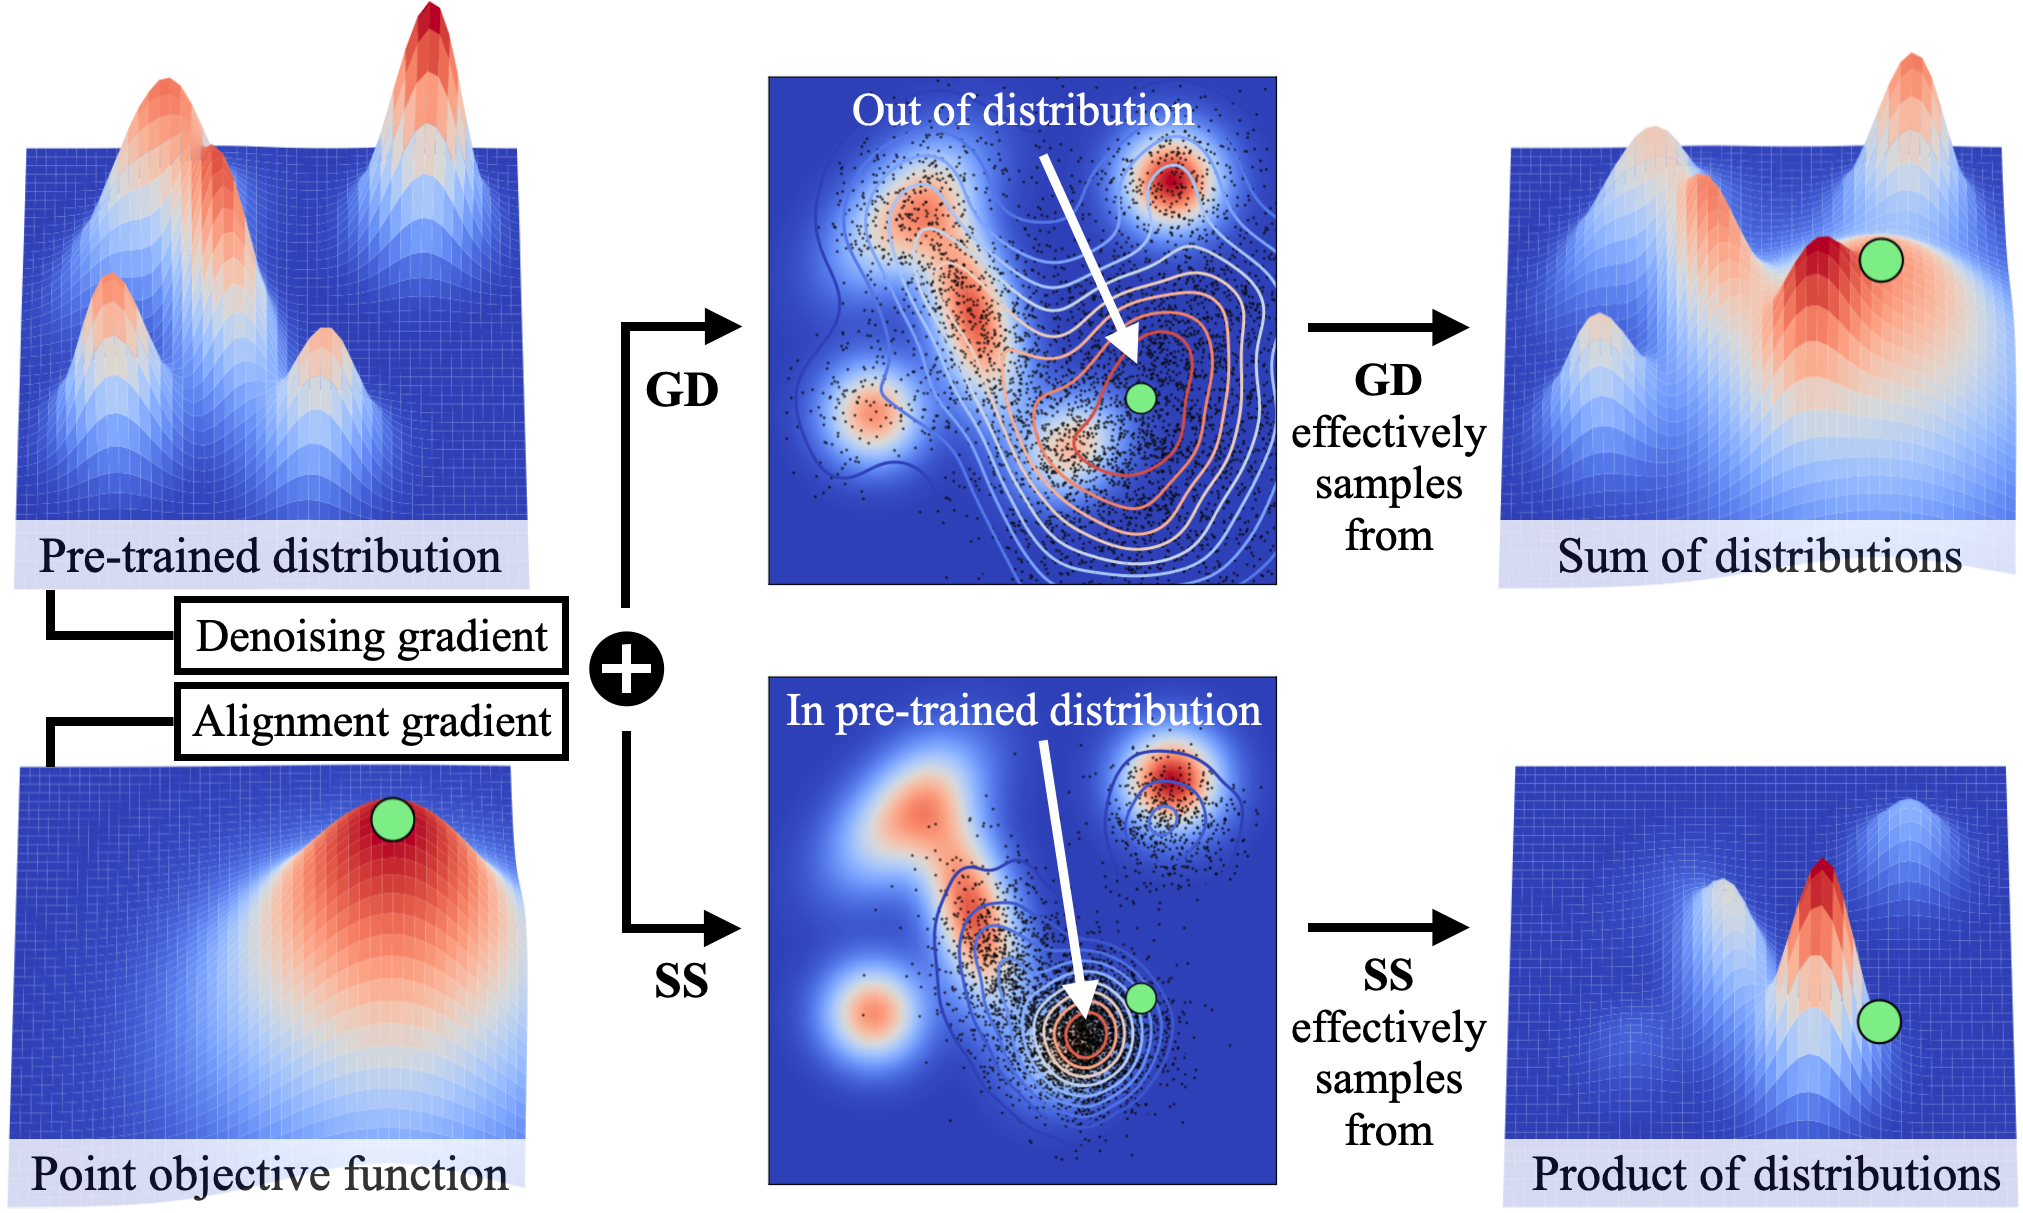 Pre-trained distribution
Denoising gradient
Alignment gradient
Point objective function
GD
SS
Out of distribution
In pre-trained distribution
GD
effectively
samples
from
SS
effectively
samples
from
Sum of distributions
Product of distributions